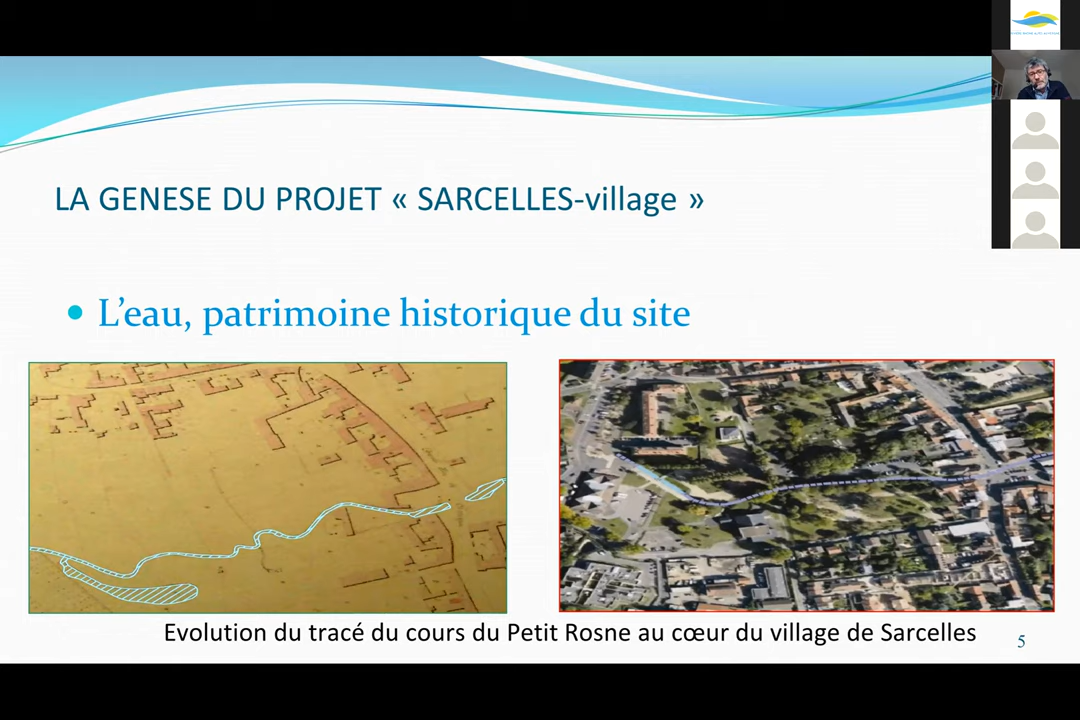 LA GENESE DU PROJET « SARCELLES-village »
• L’eau, patrimoine historique du site
Evolution du tracé du cours du Petit Rosne au cœur du village de Sarcelles
5